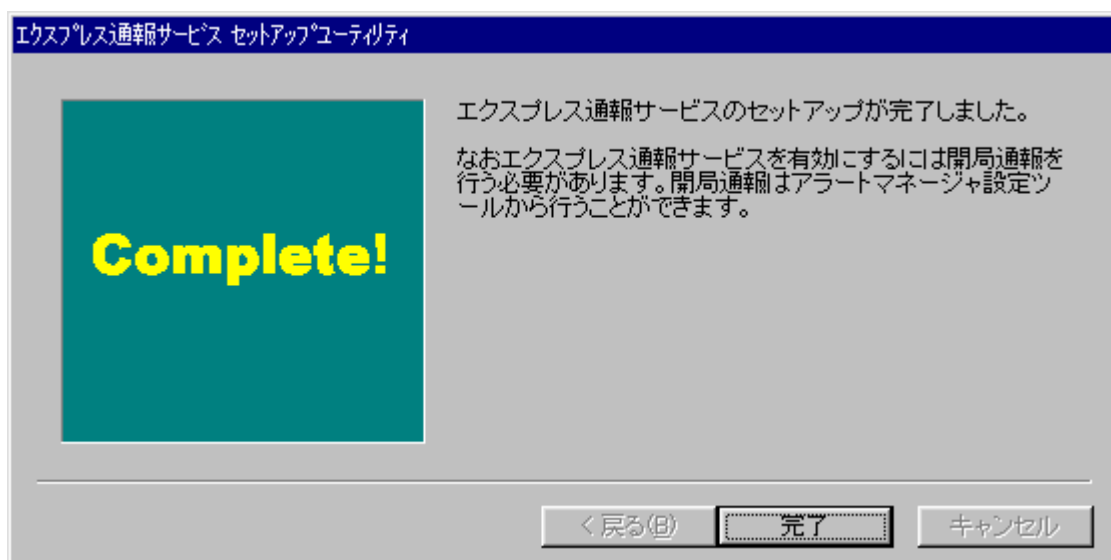 ｴｸｽﾌﾟﾚｽ通報ｻｰﾋﾞｽ ｾｯﾄｱｯﾌﾟﾕｰﾃｨﾘﾃｨ
エクスプレス通報サービスのセットアップが完了しました。
なおエクスプレス通報サービスを有効にするには開局通報を
行う必要があります。開局通報はアラートマネージャ設定ツ
ールから行うことができます。
Complete!
< 戻る(B)
完了
キャンセル